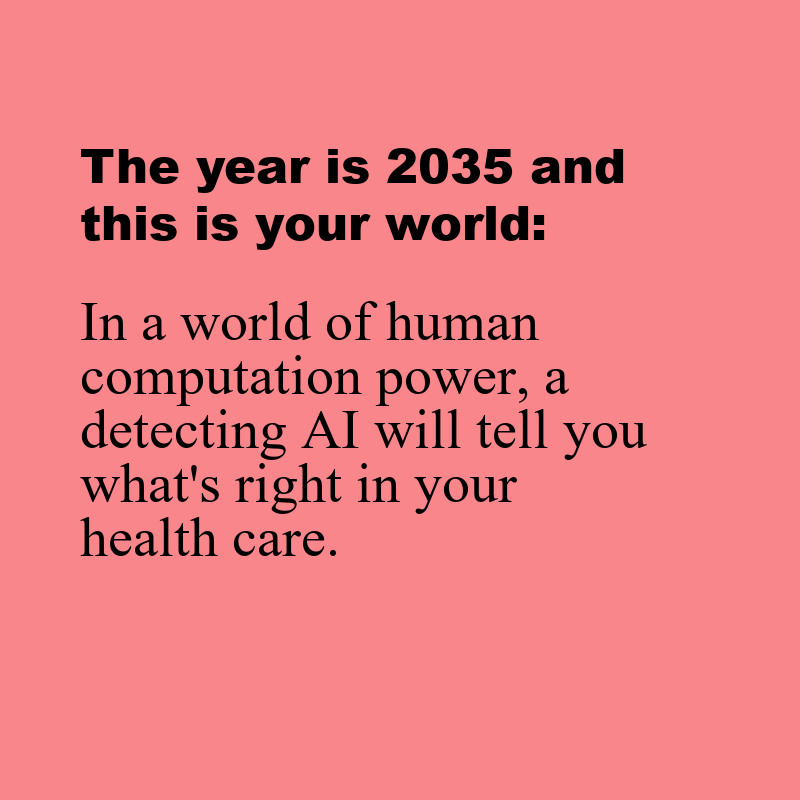 The year is 2035 and
this is your world:
In a world of human
computation power, a
detecting AI will tell you
what's right in your
health care.